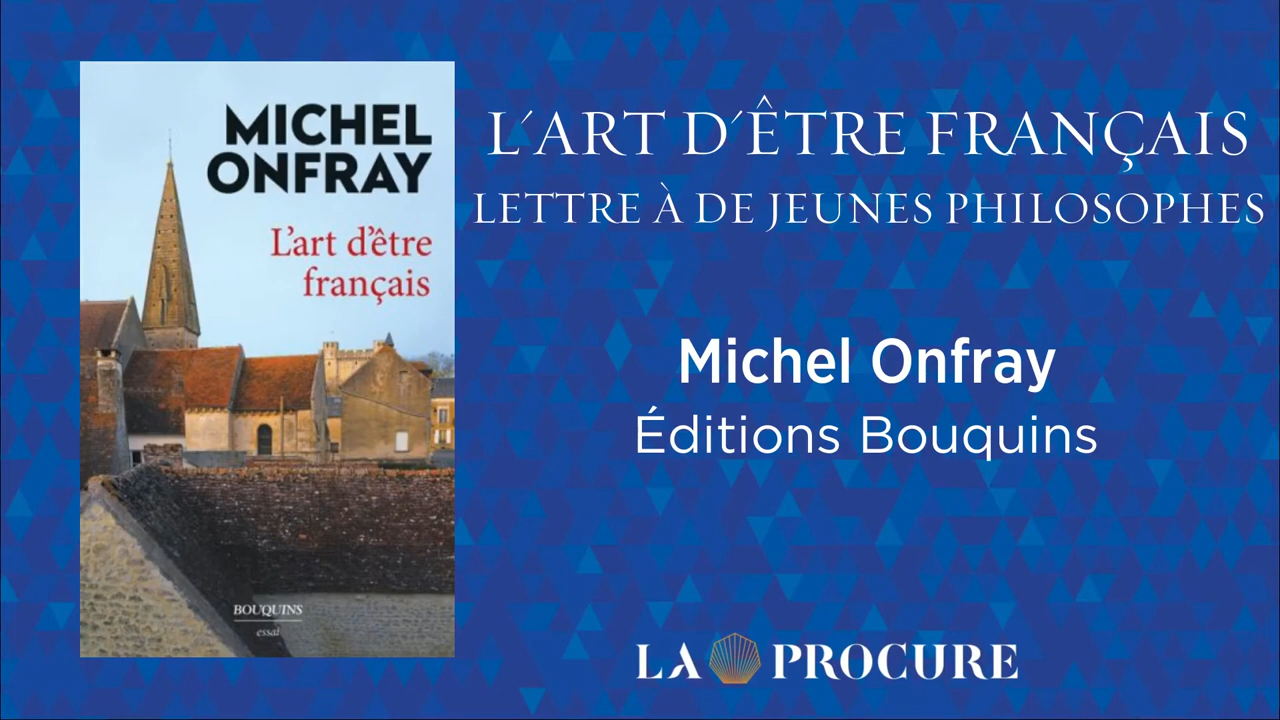 MICHEL
ONFRAY
L'art d'être
français
BOUQUINS
essai
L´ART D´ÊTRE FRANÇAIS
LETTRE À DE JEUNES PHILOSOPHES
Michel Onfray
Éditions Bouquins
LA PROCURE